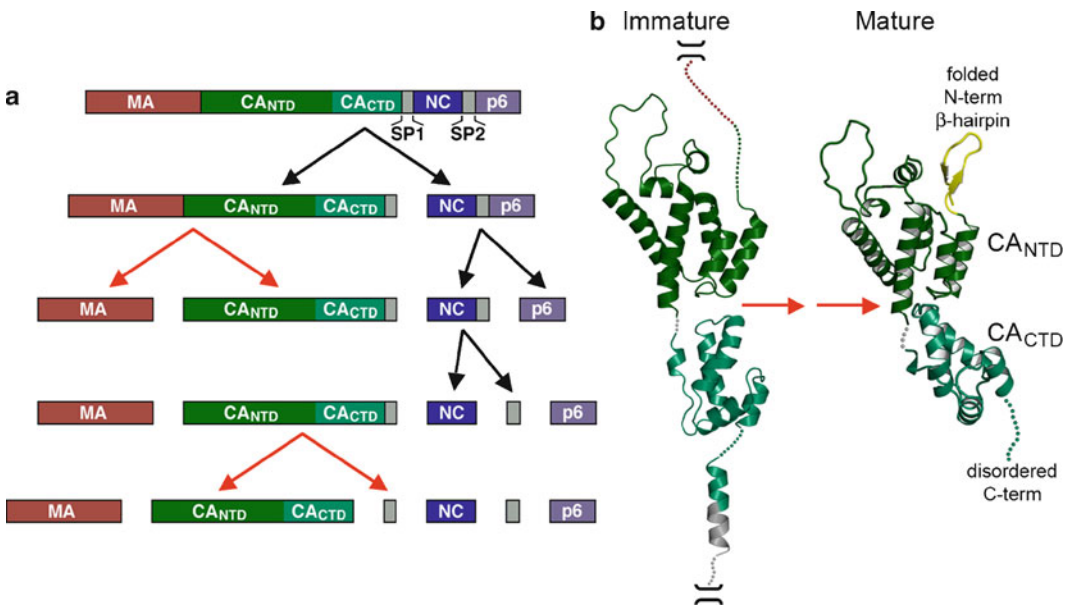 a
MA CANTD CACTD NC p6
SP1 SP2
MA CANTD CACTD NC p6
MA CANTD CACTD NC p6
MA CANTD CACTD NC p6
MA CANTD CACTD NC p6
b Immature Mature
folded
N-term
β-hairpin
CANTD
CACTD
disordered
C-term